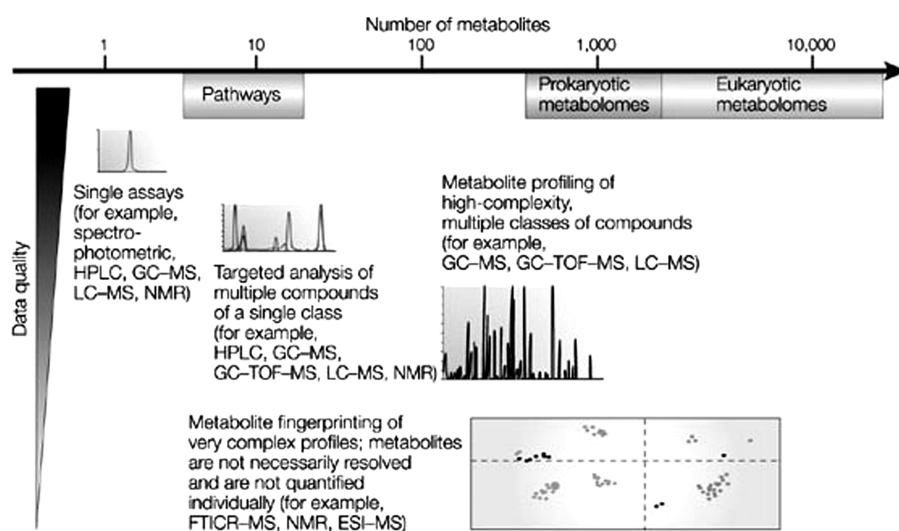 Number of metabolites
1 10 100 1,000 10,000
Pathways
Prokaryotic
metabolomes
Eukaryotic
metabolomes
Data quality
Single assays
(for example,
spectro-
photometric,
HPLC, GC–MS,
LC–MS, NMR)
Targeted analysis of
multiple compounds
of a single class
(for example,
HPLC, GC–MS,
GC–TOF–MS, LC–MS, NMR)
Metabolite profiling of
high-complexity,
multiple classes of compounds
(for example,
GC–MS, GC–TOF–MS, LC–MS)
Metabolite fingerprinting of
very complex profiles; metabolites
are not necessarily resolved
and are not quantified
individually (for example,
FTICR–MS, NMR, ESI–MS)